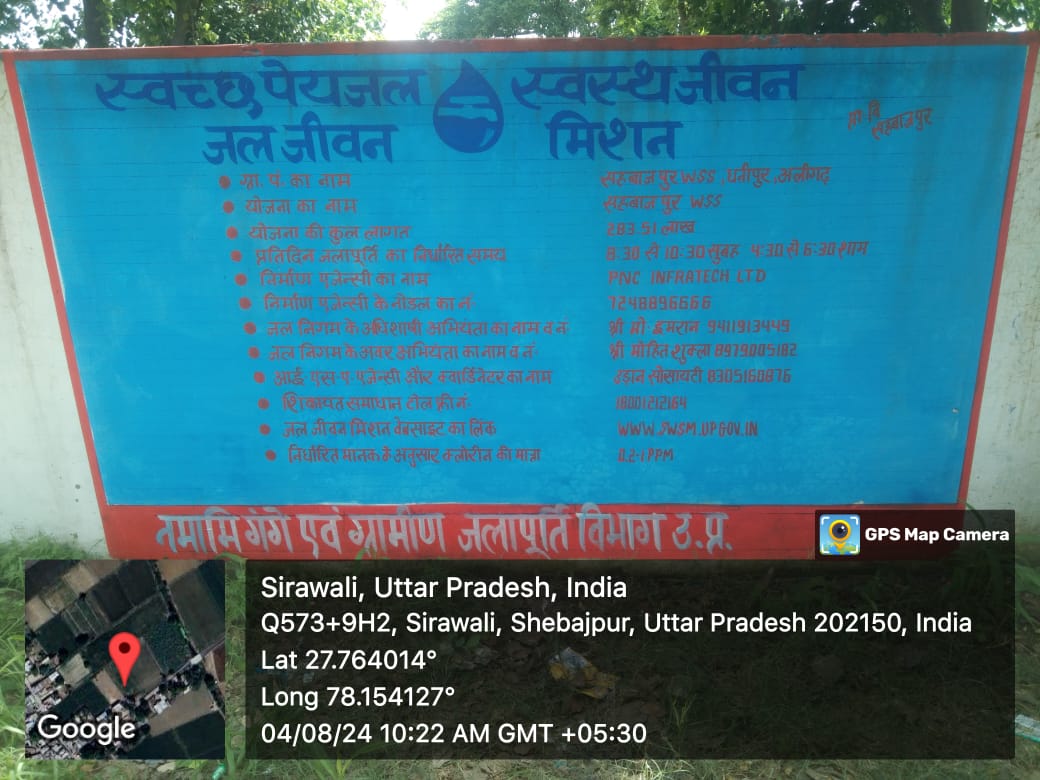 स्वच्छ पेयजल स्वस्थ जीवन
जल जीवन मिशन
प्रा. वि. सहबाजपुर
ग्रा. पं. का नाम सहबाजपुर WSS, धनीपुर, अलीगढ़
योजना का नाम सहबाजपुर WSS
योजना की कुल लागत 283.51 लाख
प्रतिदिन जलापूर्ति का निर्धारित समय 8:30 से 10:30 सुबह 4:30 से 6:30 शाम
निर्माण एजेन्सी का नाम PNC INFRATECH LTD
निर्माण एजेन्सी के नोडल का नं. 7248896666
जल निगम के अधिशाषी अभियंता का नाम व नं. श्री मो. इमरान 9411913449
जल निगम के अवर अभियंता का नाम व नं. श्री मोहित शुक्ला 8979005182
आई. एस. ए. एजेन्सी और क्वार्डिनेटर का नाम उड़ान सोसायटी 8305160876
शिकायत समाधान टोल फ्री नं. 18001212164
जल जीवन मिशन वेबसाइट का लिंक WWW.SWSM.UPGOV.IN
निर्धारित मानक के अनुसार क्लोरीन की मात्रा 0.2-1 PPM
नमामि गंगे एवं ग्रामीण जलापूर्ति विभाग उ.प्र.
GPS Map Camera
Sirawali, Uttar Pradesh, India
Q573+9H2, Sirawali, Shebajpur, Uttar Pradesh 202150, India
Lat 27.764014°
Long 78.154127°
04/08/24 10:22 AM GMT +05:30
Google